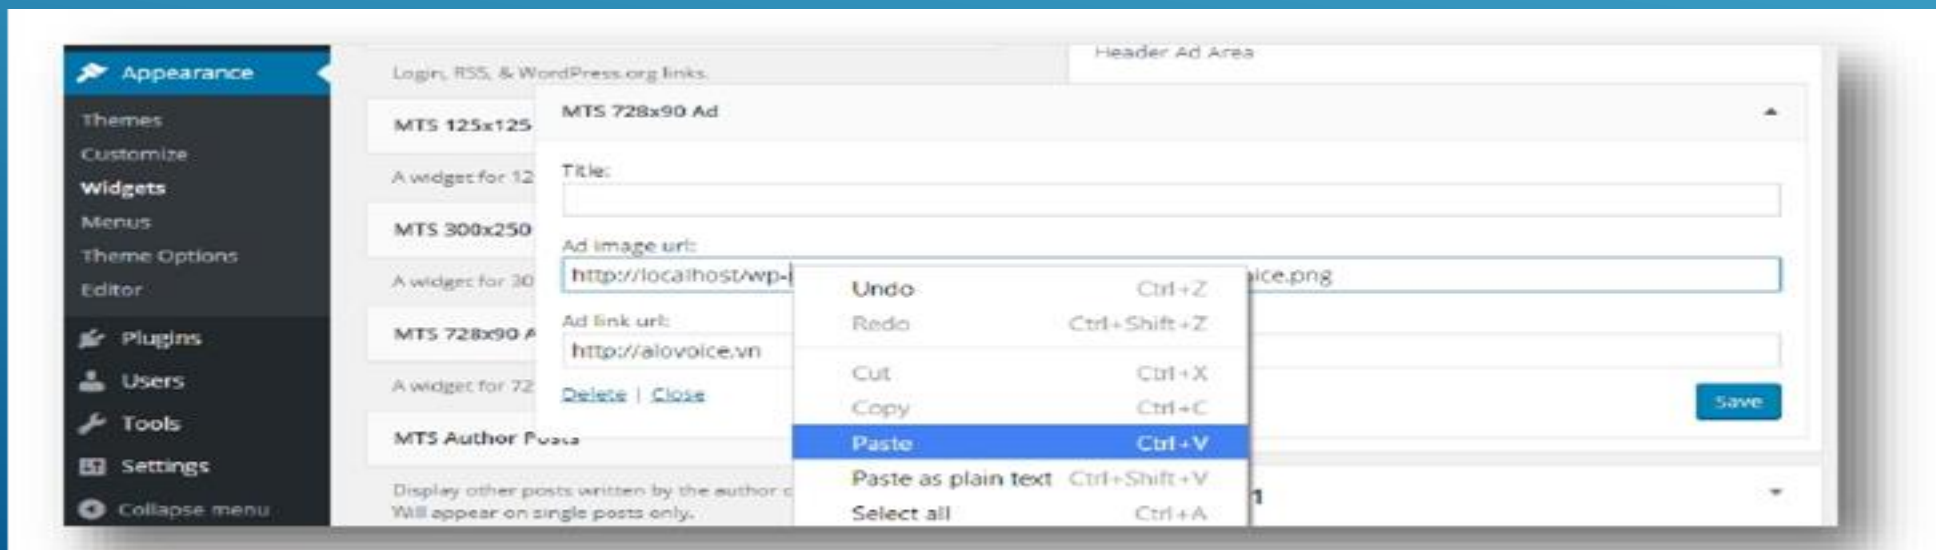 Appearance
Themes
Customize
Widgets
Menus
Theme Options
Editor
Plugins
Users
Tools
Settings
Collapse menu
Login, RSS, & WordPress.org links.
MTS 125x125
A widget for 12
MTS 300x250
A widget for 30
MTS 728x90 A
A widget for 72
MTS Author Posts
Display other posts written by the author
Will appear on single posts only.
Header Ad Area
MTS 728x90 Ad
Title:
Ad image url:
http://localhost/wp- ice.png
Ad link url:
http://alovoice.vn
Delete | Close
Save
Undo Ctrl+Z
Redo Ctrl+Shift+Z
Cut Ctrl+X
Copy Ctrl+C
Paste Ctrl+V
Paste as plain text Ctrl+Shift+V
Select all Ctrl+A
1